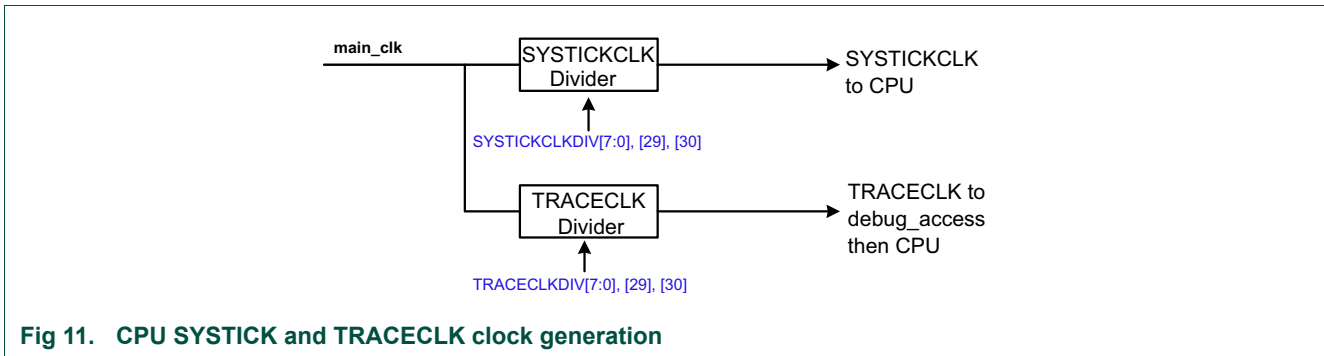 main_clk
SYSTICKCLK
Divider
SYSTICKCLK
to CPU
SYSTICKCLKDIV[7:0], [29], [30]
TRACECLK
Divider
TRACECLK to
debug_access
then CPU
TRACECLKDIV[7:0], [29], [30]
Fig 11. CPU SYSTICK and TRACECLK clock generation